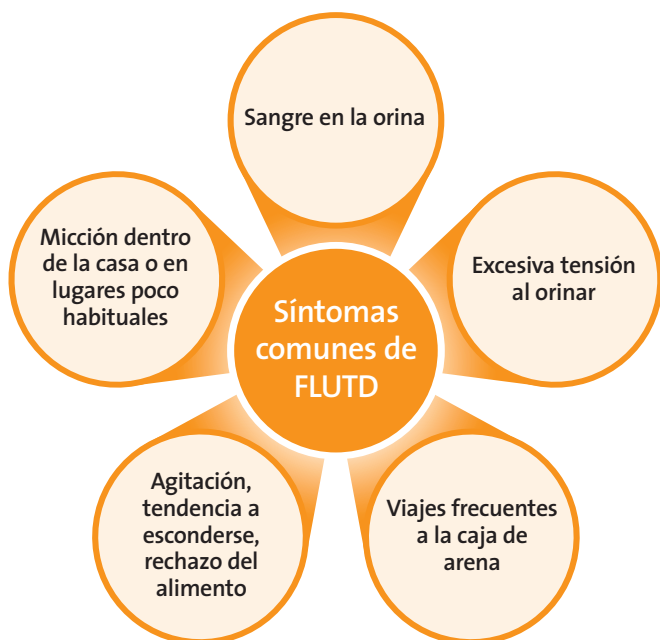 Sangre en la orina
Excesiva tensión
al orinar
Viajes frecuentes
a la caja de
arena
Agitación,
tendencia a
esconderse,
rechazo del
alimento
Micción dentro
de la casa o en
lugares poco
habituales
Síntomas
comunes de
FLUTD